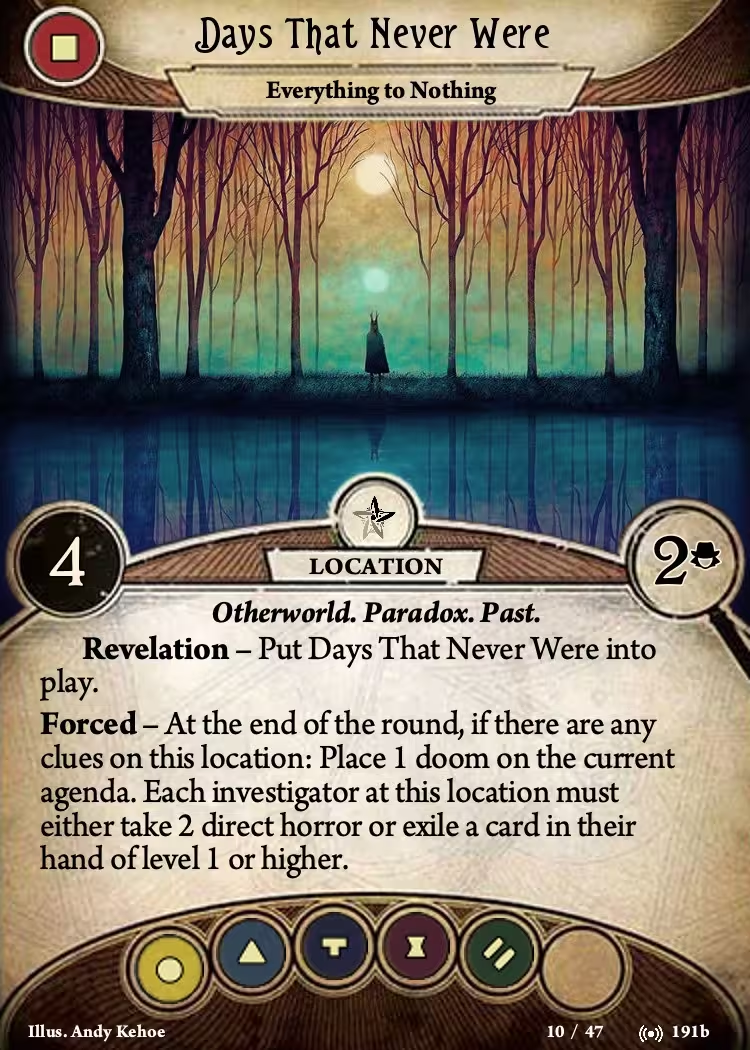 Days That Never Were
Everything to Nothing
4
2
LOCATION
Otherworld. Paradox. Past.
Revelation – Put Days That Never Were into
play.
Forced – At the end of the round, if there are any
clues on this location: Place 1 doom on the current
agenda. Each investigator at this location must
either take 2 direct horror or exile a card in their
hand of level 1 or higher.
Illus. Andy Kehoe
10 / 47
191b